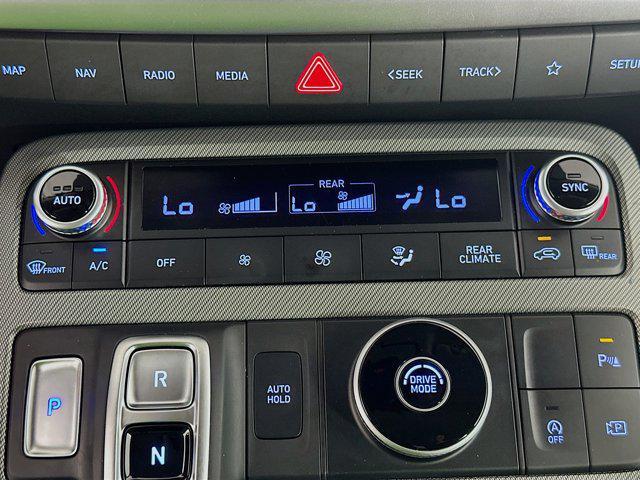 MAP NAV RADIO MEDIA <SEEK TRACK> SETUP
AUTO Lo REAR Lo Lo SYNC
FRONT A/C OFF REAR CLIMATE REAR
P R N AUTO HOLD DRIVE MODE P
OFF P